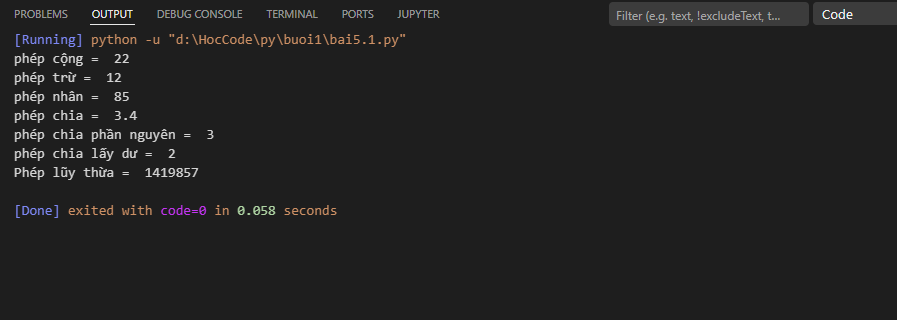 PROBLEMS OUTPUT DEBUG CONSOLE TERMINAL PORTS JUPYTER Filter (e.g. text, !excludeText, t... Code
[Running] python -u "d:\HocCode\py\buoi1\bai5.1.py"
phép cộng =  22
phép trừ =  12
phép nhân =  85
phép chia =  3.4
phép chia phần nguyên =  3
phép chia lấy dư =  2
Phép lũy thừa =  1419857
[Done] exited with code=0 in 0.058 seconds